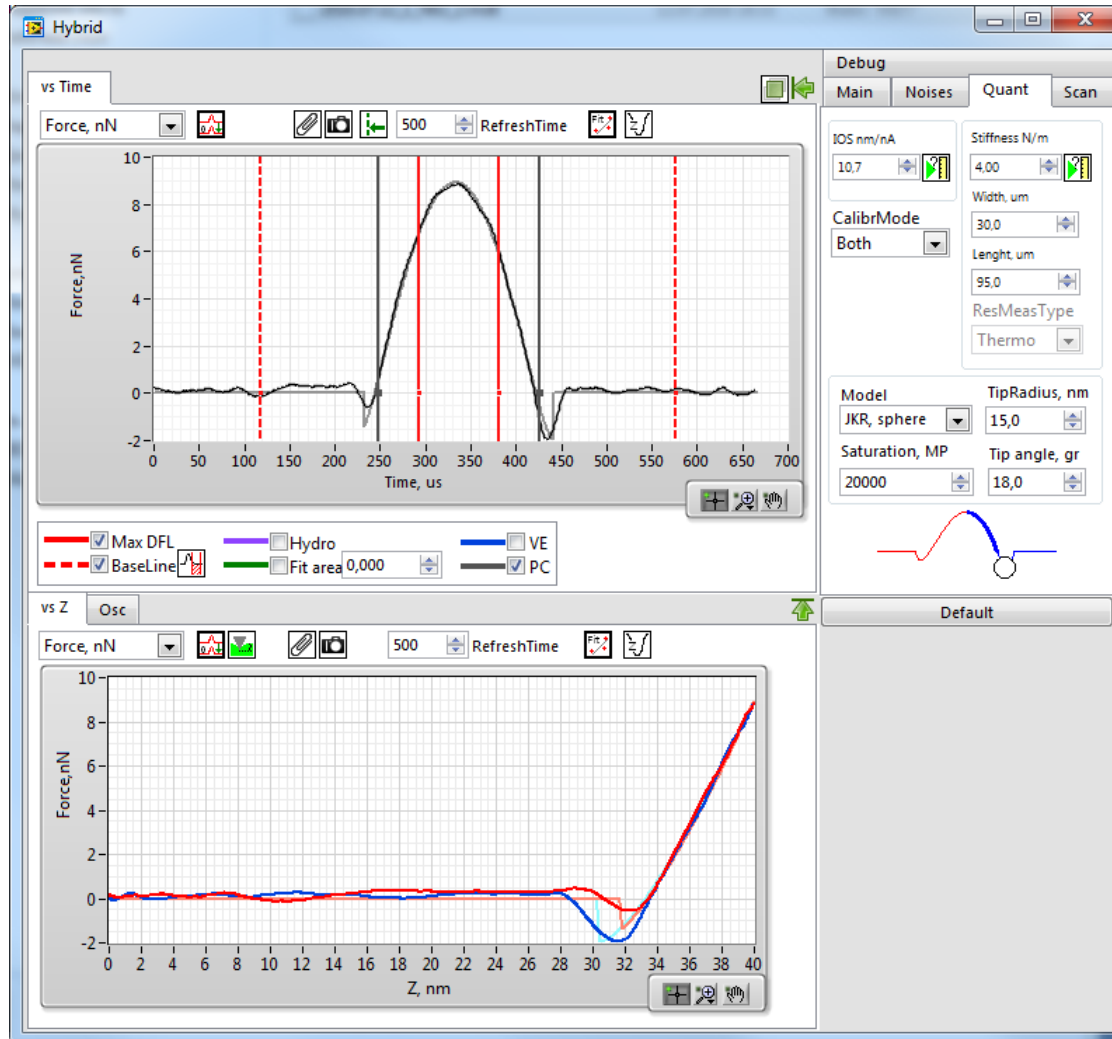 Hybrid
Debug
vs Time
Main Noises Quant Scan
Force, nN 500 RefreshTime Fit
IOS nm/nA Stiffness N/m
10,7 4,00
Width, um
CalibrMode 30,0
Both Lenght, um
95,0
ResMeasType
Thermo
Model TipRadius, nm
JKR, sphere 15,0
Saturation, MP Tip angle, gr
20000 18,0
Default
Force,nN
10
8
6
4
2
0
-2
0 50 100 150 200 250 300 350 400 450 500 550 600 650 700
Time, us
Max DFL Hydro VE
BaseLine Fit area 0,000 PC
vs Z Osc
Force, nN 500 RefreshTime Fit
Force,nN
10
8
6
4
2
0
-2
0 2 4 6 8 10 12 14 16 18 20 22 24 26 28 30 32 34 36 38 40
Z, nm